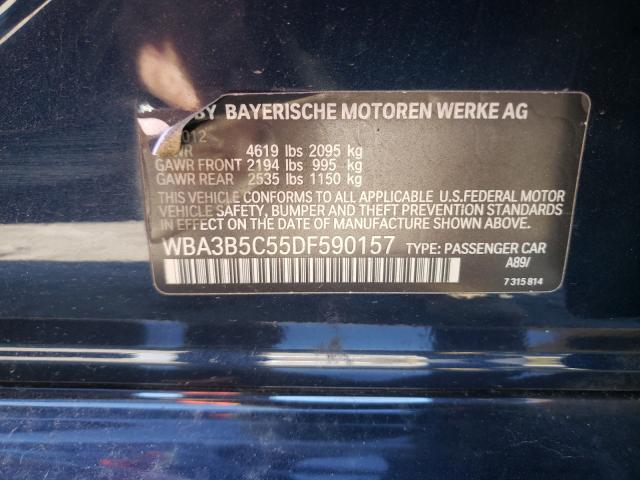 BY BAYERISCHE MOTOREN WERKE AG
2012
4619 lbs 2095 kg
GAWR FRONT 2194 lbs 995 kg
GAWR REAR 2535 lbs 1150 kg
THIS VEHICLE CONFORMS TO ALL APPLICABLE U.S.FEDERAL MOTOR
VEHICLE SAFETY, BUMPER AND THEFT PREVENTION STANDARDS
IN EFFECT ON THE DATE OF MANUFACTURE SHOWN ABOVE.
WBA3B5C55DF590157 TYPE: PASSENGER CAR
A89/
7 315 814